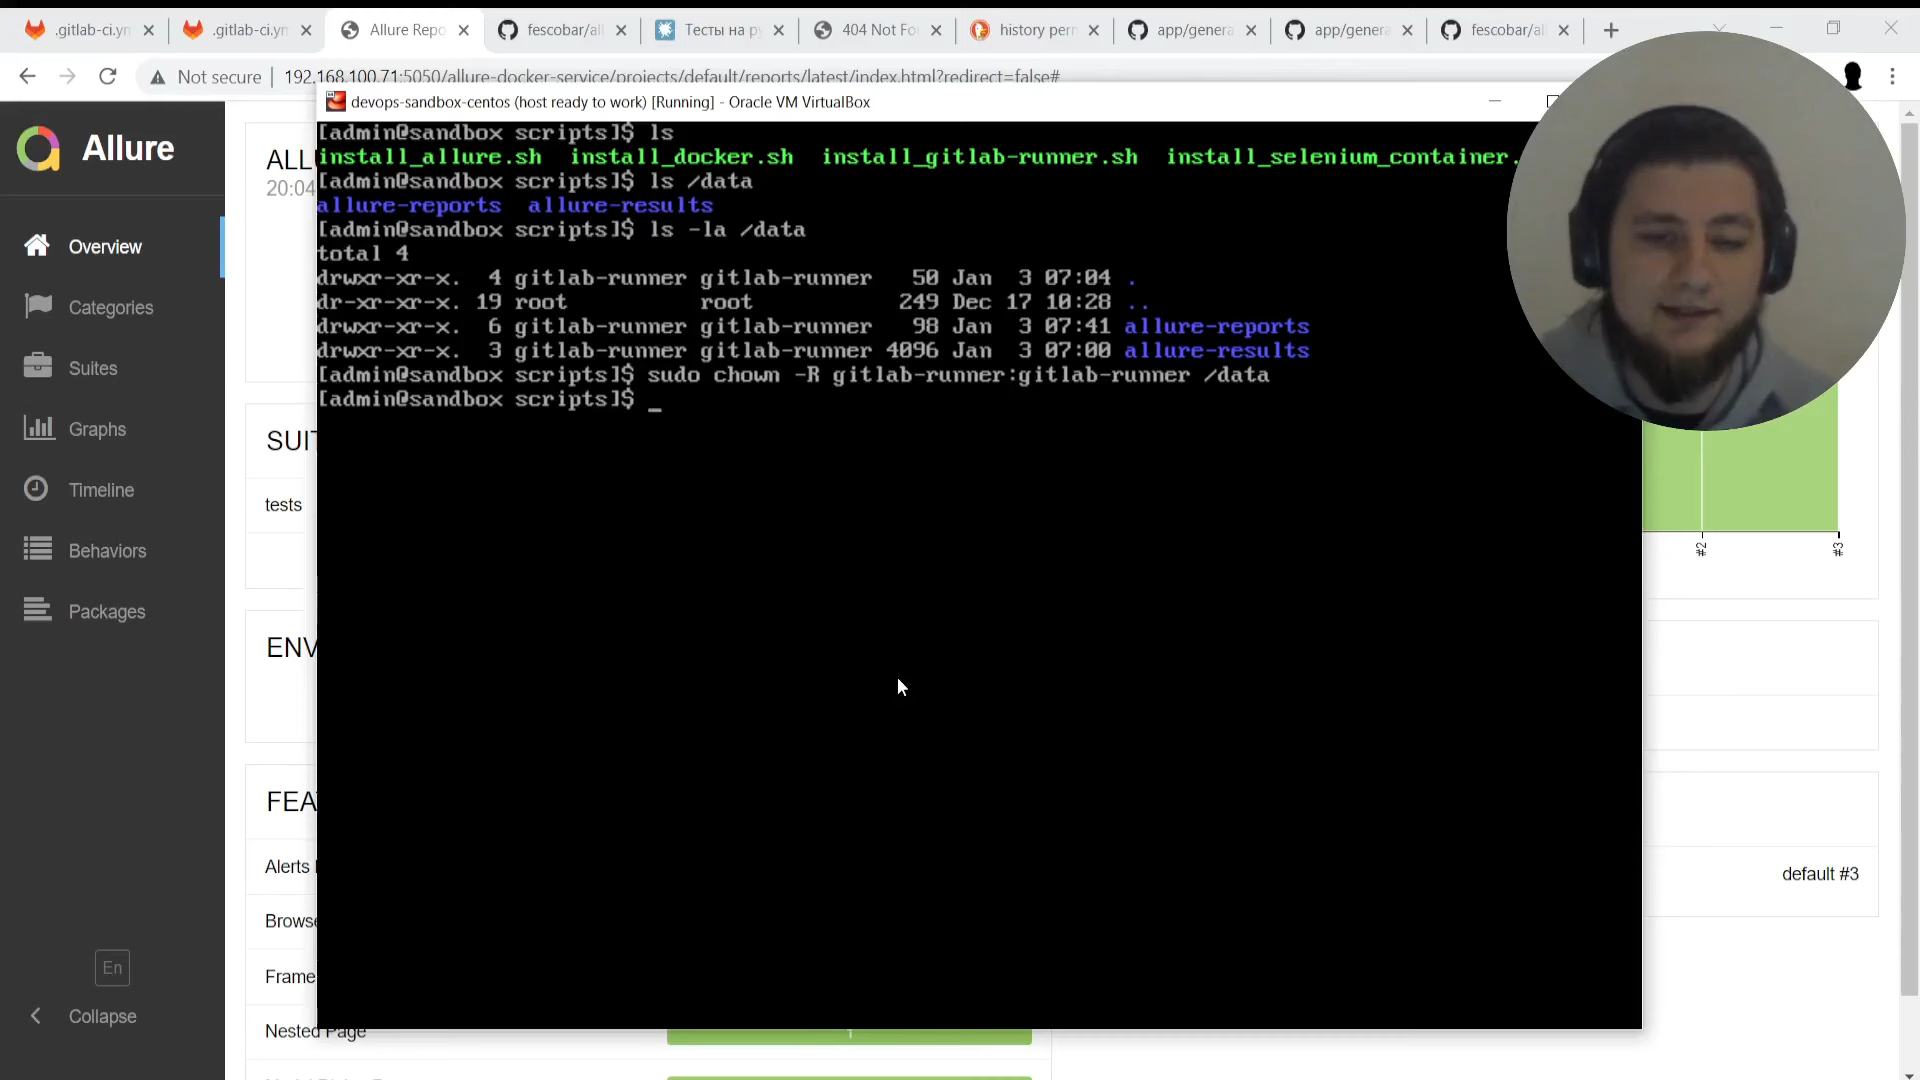 .gitlab-ci.ym
.gitlab-ci.ym
Allure Repo
fescobar/all
Тесты на ру
404 Not Fo
history perm
app/genera
app/genera
fescobar/all
Not secure
192.168.100.71:5050/allure-docker-service/projects/default/reports/latest/index.html?redirect=false#
devops-sandbox-centos (host ready to work) [Running] - Oracle VM VirtualBox
[admin@sandbox scripts]$ ls
install_allure.sh install_docker.sh install_gitlab-runner.sh install_selenium_container.
[admin@sandbox scripts]$ ls /data
allure-reports allure-results
[admin@sandbox scripts]$ ls -la /data
total 4
drwxr-xr-x. 4 gitlab-runner gitlab-runner 50 Jan 3 07:04 .
dr-xr-xr-x. 19 root root 249 Dec 17 10:28 ..
drwxr-xr-x. 6 gitlab-runner gitlab-runner 98 Jan 3 07:41 allure-reports
drwxr-xr-x. 3 gitlab-runner gitlab-runner 4096 Jan 3 07:00 allure-results
[admin@sandbox scripts]$ sudo chown -R gitlab-runner:gitlab-runner /data
[admin@sandbox scripts]$ _
Allure
Overview
Categories
Suites
Graphs
Timeline
Behaviors
Packages
En
Collapse
ALLU
20:04
SUIT
tests
ENV
FEA
Alerts
Browse
Frame
Nested Page
#2
#3
default #3